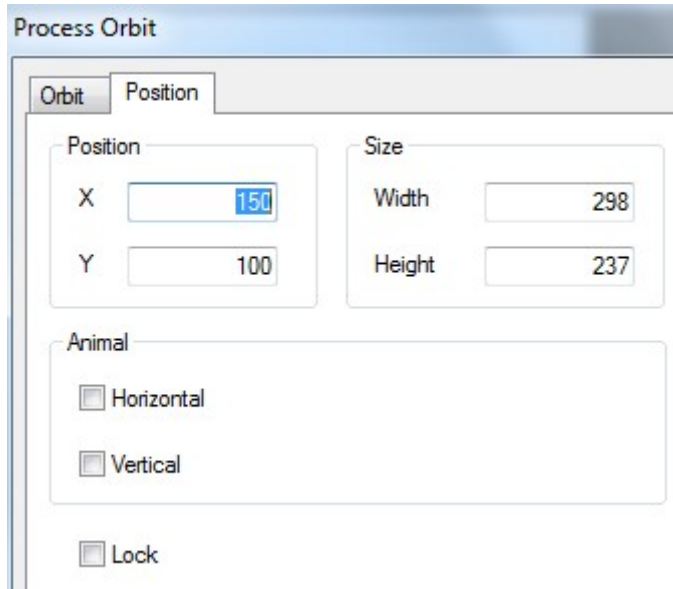 Process Orbit
Orbit Position
Position
X 150
Y 100
Size
Width 298
Height 237
Animal
Horizontal
Vertical
Lock